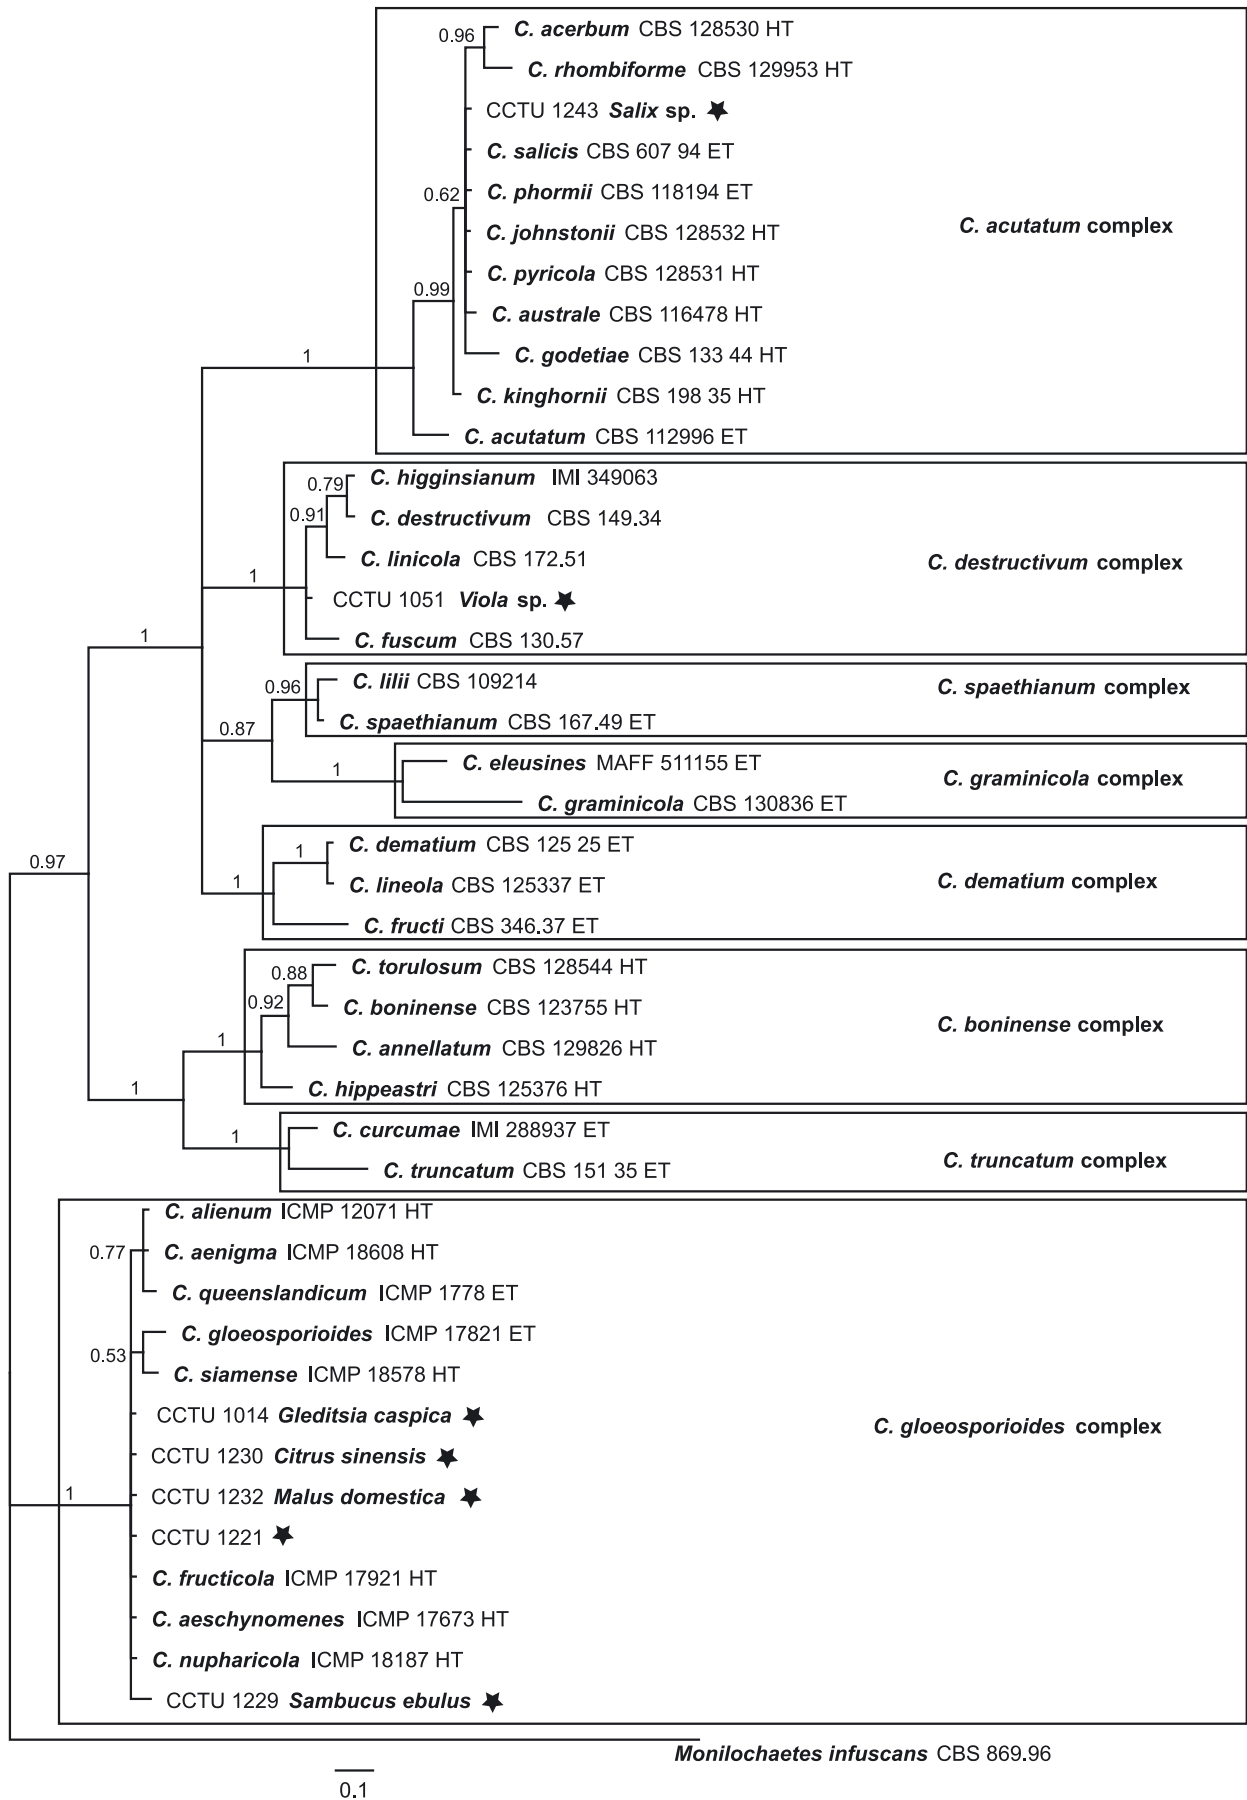 0.96
C. acerbum CBS 128530 HT
C. rhombiforme CBS 129953 HT
CCTU 1243 Salix sp. ★
C. salicis CBS 607 94 ET
0.62
C. phormii CBS 118194 ET
C. acutatum complex
C. johnstonii CBS 128532 HT
C. pyricola CBS 128531 HT
0.99
C. australe CBS 116478 HT
1
C. godetiae CBS 133 44 HT
C. kinghornii CBS 198 35 HT
C. acutatum CBS 112996 ET
C. higginsianum IMI 349063
0.79
C. destructivum CBS 149.34
0.91
C. linicola CBS 172.51
C. destructivum complex
1
CCTU 1051 Viola sp. ★
C. fuscum CBS 130.57
1
C. lilii CBS 109214
0.96
C. spaethianum complex
C. spaethianum CBS 167.49 ET
0.87
C. eleusines MAFF 511155 ET
1
C. graminicola complex
C. graminicola CBS 130836 ET
C. dematium CBS 125 25 ET
1
0.97
C. lineola CBS 125337 ET
1
C. dematium complex
C. fructi CBS 346.37 ET
C. torulosum CBS 128544 HT
0.88
C. boninense CBS 123755 HT
0.92
C. boninense complex
C. annellatum CBS 129826 HT
1
C. hippeastri CBS 125376 HT
1
C. curcumae IMI 288937 ET
1
C. truncatum complex
C. truncatum CBS 151 35 ET
C. alienum ICMP 12071 HT
0.77
C. aenigma ICMP 18608 HT
C. queenslandicum ICMP 1778 ET
C. gloeosporioides ICMP 17821 ET
0.53
C. siamense ICMP 18578 HT
CCTU 1014 Gleditsia caspica ★
C. gloeosporioides complex
CCTU 1230 Citrus sinensis ★
1
CCTU 1232 Malus domestica ★
CCTU 1221 ★
C. fructicola ICMP 17921 HT
C. aeschynomenes ICMP 17673 HT
C. nupharicola ICMP 18187 HT
CCTU 1229 Sambucus ebulus ★
Monilochaetes infuscans CBS 869.96
0.1